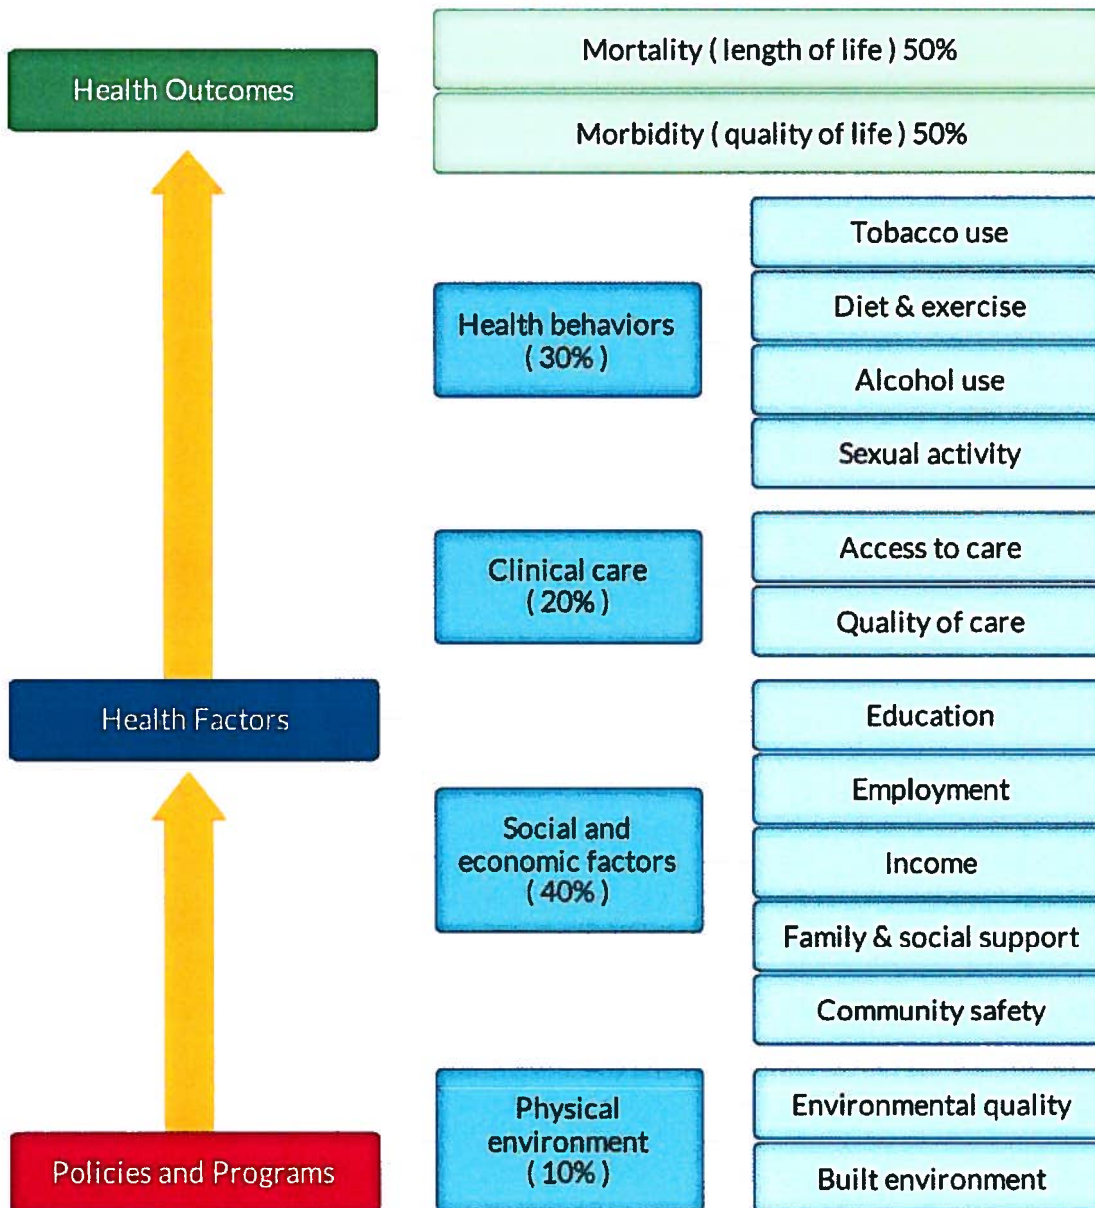 Health Outcomes
Mortality ( length of life ) 50%
Morbidity ( quality of life ) 50%
Health behaviors
( 30% )
Tobacco use
Diet & exercise
Alcohol use
Sexual activity
Clinical care
( 20% )
Access to care
Quality of care
Health Factors
Social and
economic factors
( 40% )
Education
Employment
Income
Family & social support
Community safety
Policies and Programs
Physical
environment
( 10% )
Environmental quality
Built environment